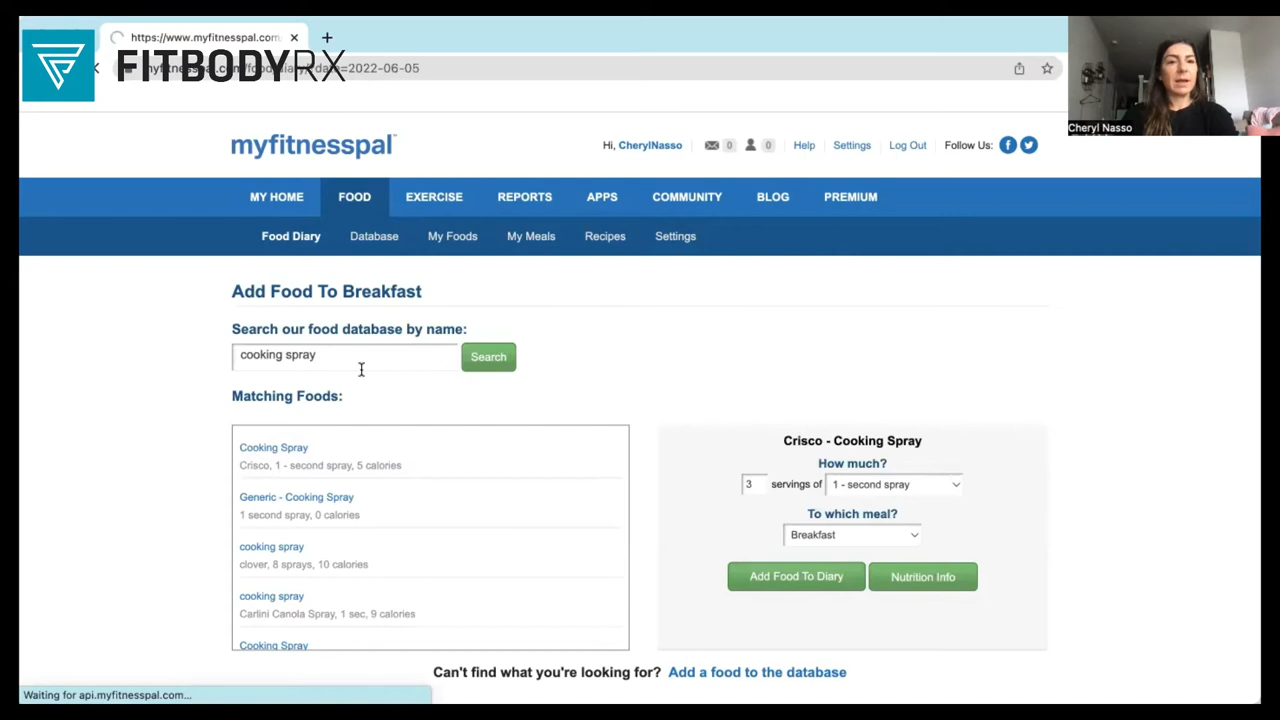 https://www.myfitnesspal.com/
FITBODYRX
myfitnesspal.com/food/diary?date=2022-06-05
Cheryl Nasso
myfitnesspal
Hi, CherylNasso
0
0
Help
Settings
Log Out
Follow Us:
MY HOME
FOOD
EXERCISE
REPORTS
APPS
COMMUNITY
BLOG
PREMIUM
Food Diary
Database
My Foods
My Meals
Recipes
Settings
Add Food To Breakfast
Search our food database by name:
cooking spray
Search
Matching Foods:
Cooking Spray
Crisco, 1 - second spray, 5 calories
Generic - Cooking Spray
1 second spray, 0 calories
cooking spray
clover, 8 sprays, 10 calories
cooking spray
Carlini Canola Spray, 1 sec, 9 calories
Cooking Spray
Crisco - Cooking Spray
How much?
3 servings of 1 - second spray
To which meal?
Breakfast
Add Food To Diary
Nutrition Info
Can't find what you're looking for? Add a food to the database
Waiting for api.myfitnesspal.com...